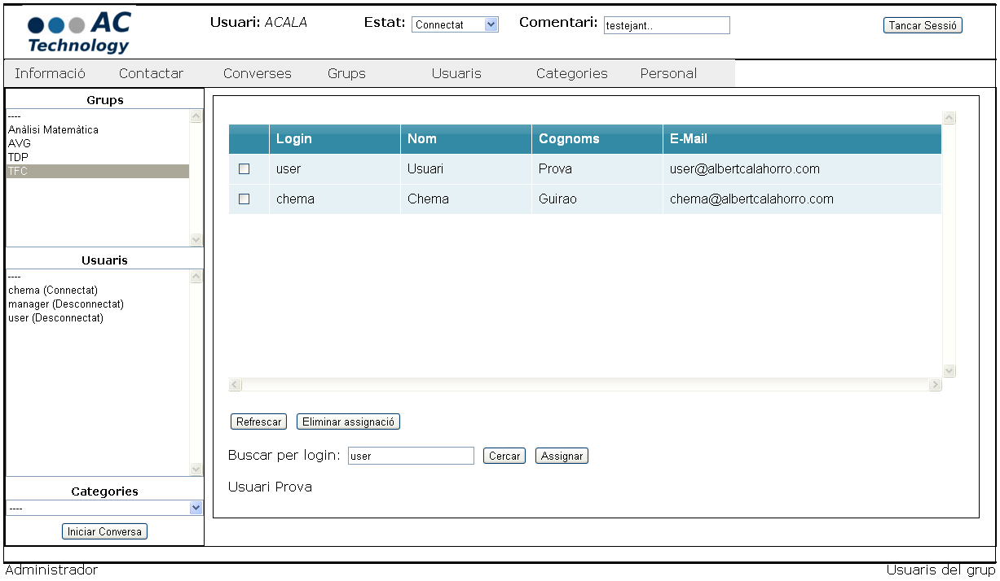 AC
Technology
Usuari: ACALA
Estat: Connectat
Comentari: testejant..
Tancar Sessió
Informació Contactar Converses Grups Usuaris Categories Personal
Grups
----
Anàlisi Matemàtica
AVG
TDP
TFC
Usuaris
----
chema (Connectat)
manager (Desconnectat)
user (Desconnectat)
Categories
----
Iniciar Conversa
Login Nom Cognoms E-Mail
user Usuari Prova user@albertcalahorro.com
chema Chema Guirao chema@albertcalahorro.com
Refrescar Eliminar assignació
Buscar per login: user Cercar Assignar
Usuari Prova
Administrador
Usuaris del grup